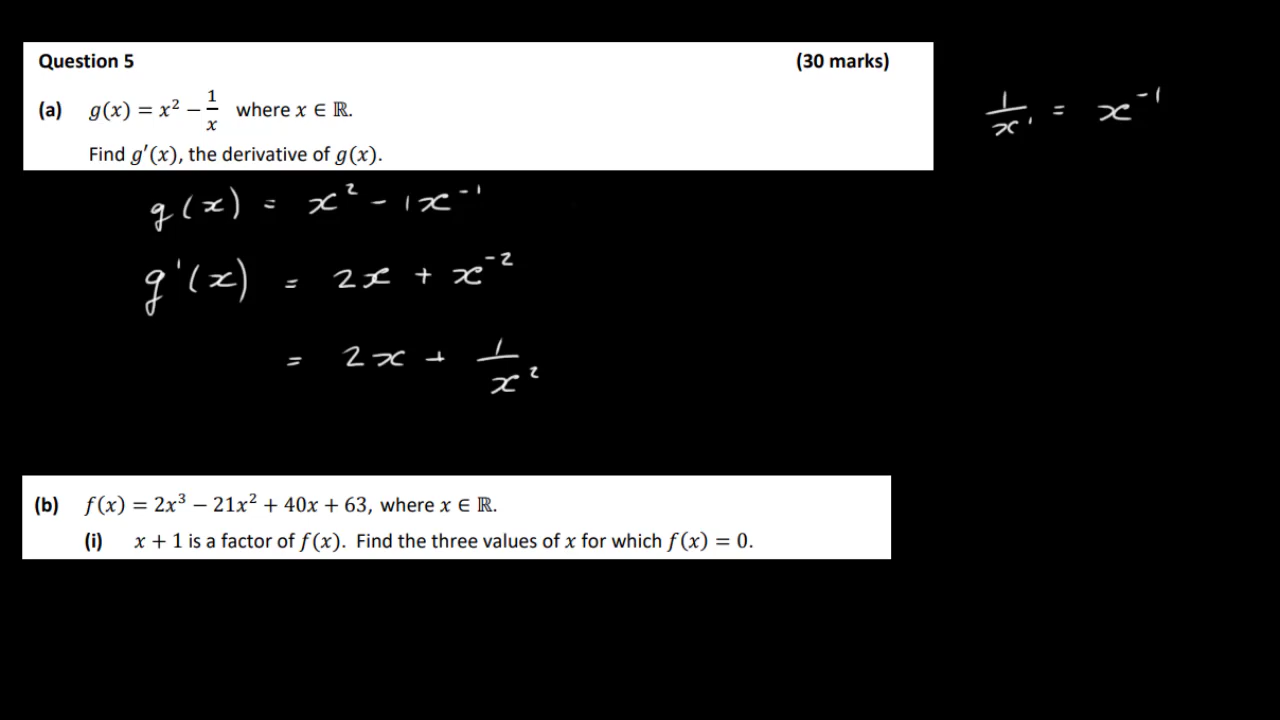 Question 5 (30 marks)
(a) g(x) = x² − 1/x where x ∈ ℝ.
Find g′(x), the derivative of g(x).
1/x¹ = x⁻¹
g(x) = x² − 1x⁻¹
g'(x) = 2x + x⁻²
= 2x + 1/x²
(b) f(x) = 2x³ − 21x² + 40x + 63, where x ∈ ℝ.
(i) x + 1 is a factor of f(x). Find the three values of x for which f(x) = 0.